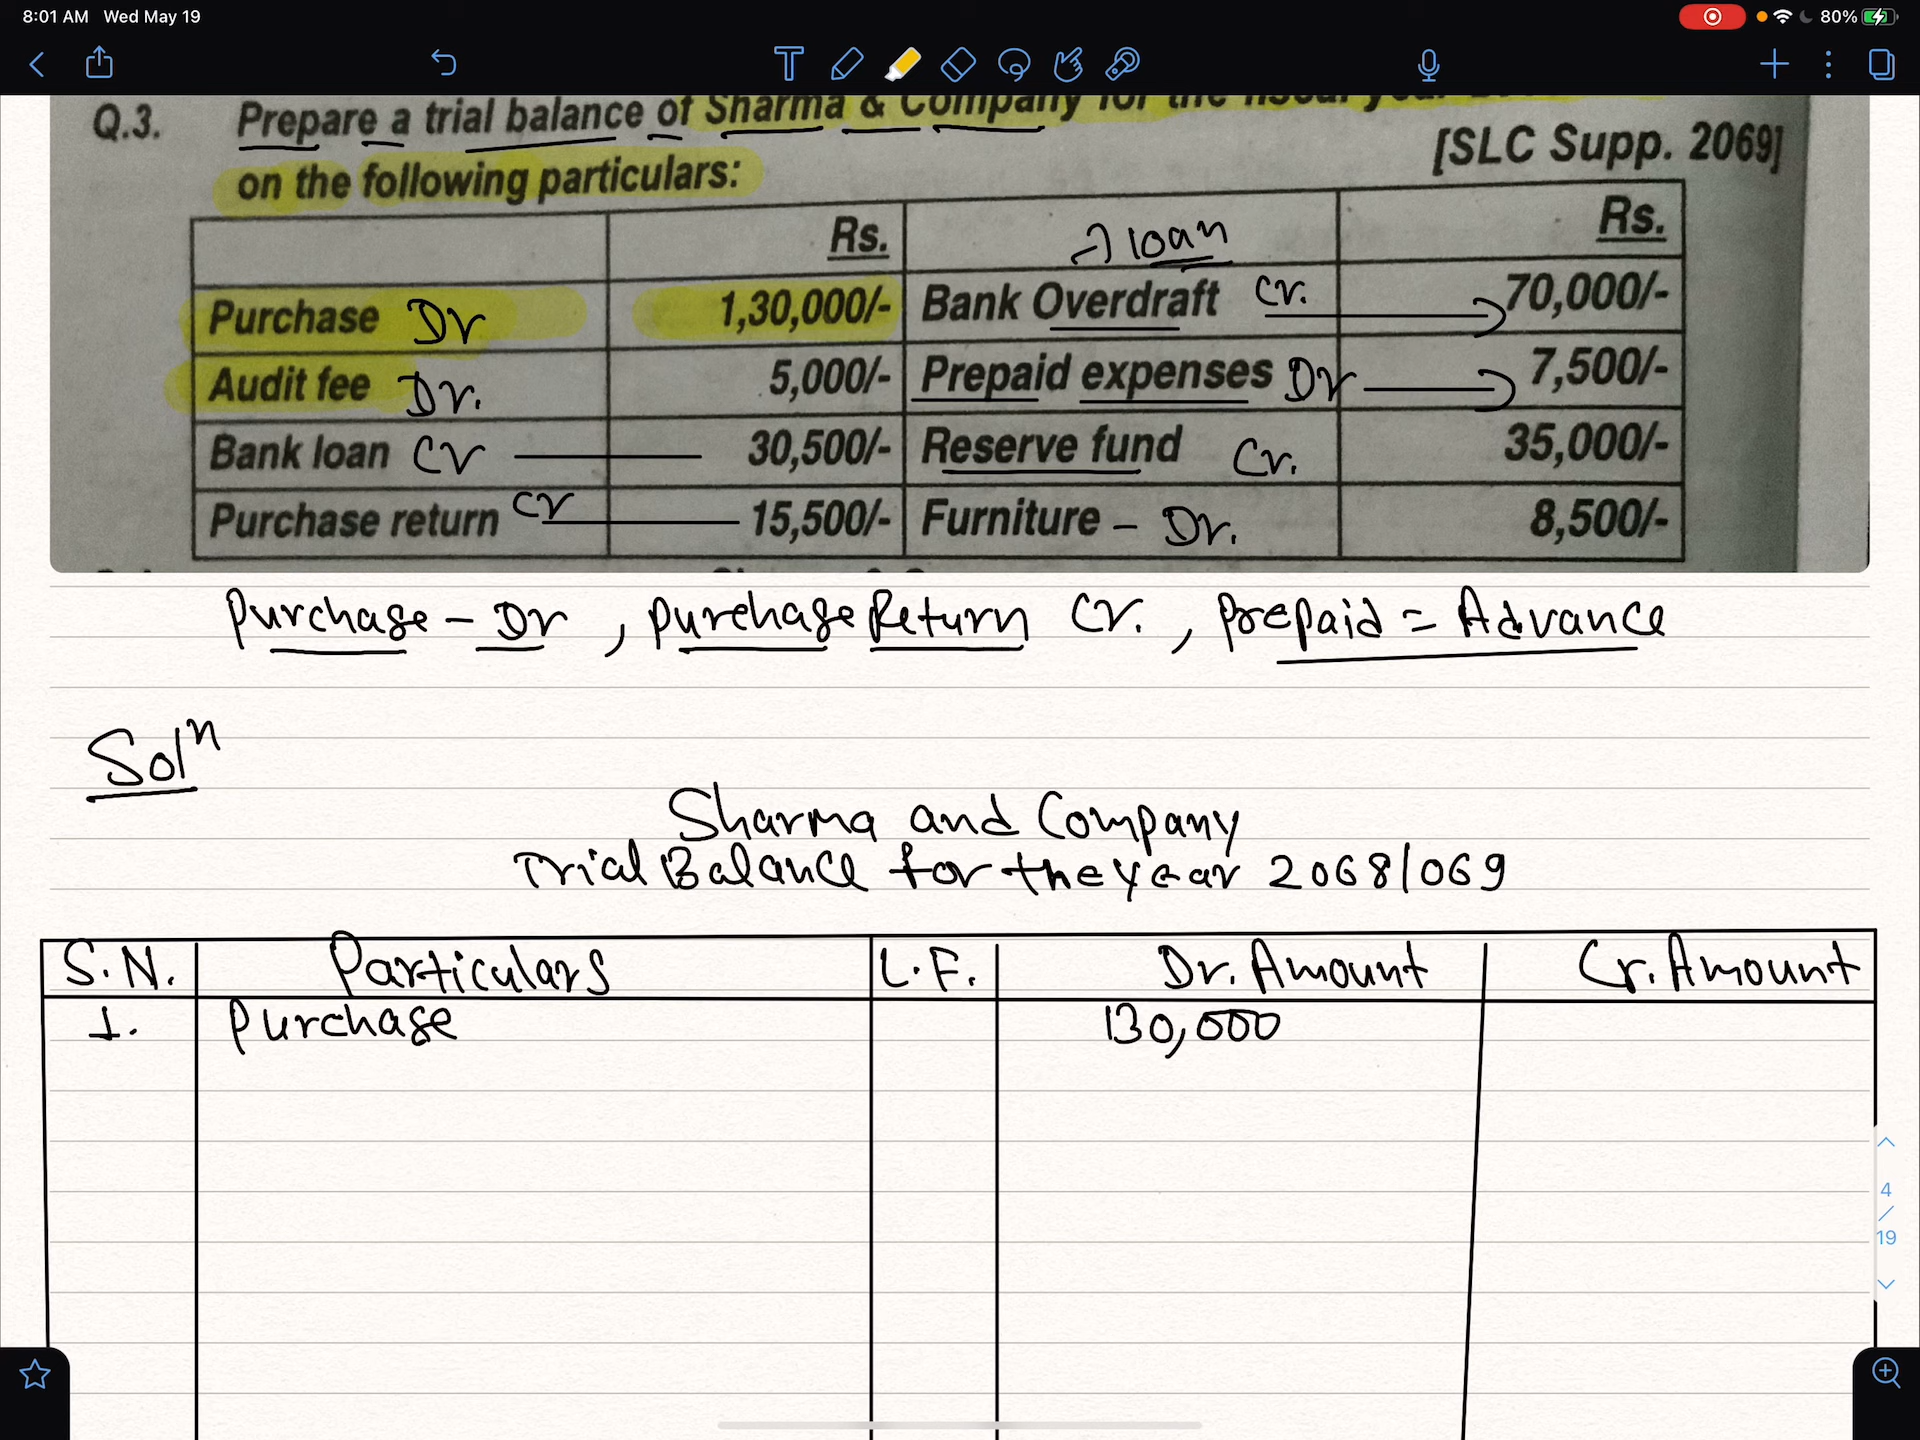 8:01 AM Wed May 19
80%
Q.3. Prepare a trial balance of Sharma & Company for the fiscal year
[SLC Supp. 2069]
on the following particulars:
Rs. → loan Rs.
Purchase Dr 1,30,000/- Bank Overdraft Cr. 70,000/-
Audit fee Dr. 5,000/- Prepaid expenses Dr 7,500/-
Bank loan Cr 30,500/- Reserve fund Cr. 35,000/-
Purchase return Cr 15,500/- Furniture - Dr. 8,500/-
Purchase - Dr , Purchase Return Cr. , Prepaid = Advance
Solⁿ
Sharma and Company
Trial Balance for the year 2068/069
S.N. Particulars L.F. Dr. Amount Cr. Amount
1. Purchase 130,000
4
/
19